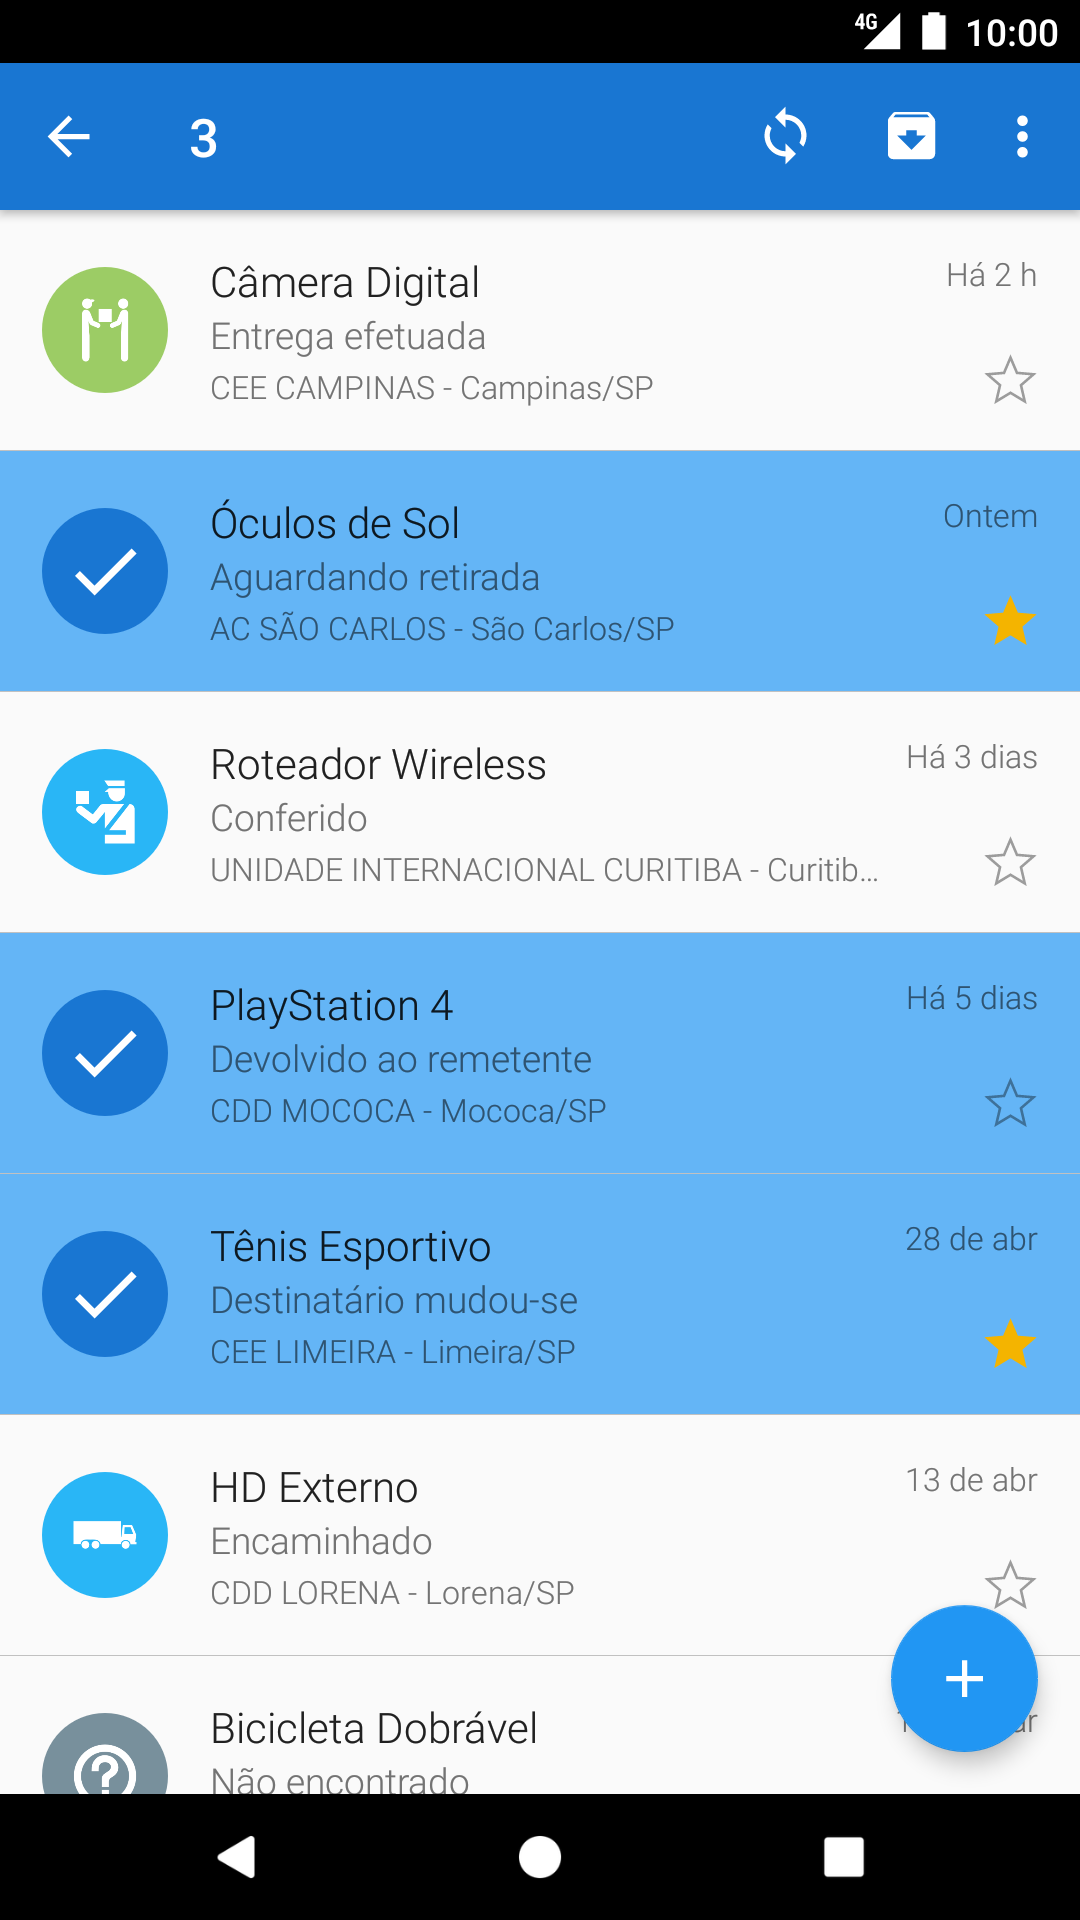 4G 10:00
3
Câmera Digital
Há 2 h
Entrega efetuada
CEE CAMPINAS - Campinas/SP
Óculos de Sol
Ontem
Aguardando retirada
AC SÃO CARLOS - São Carlos/SP
Roteador Wireless
Há 3 dias
Conferido
UNIDADE INTERNACIONAL CURITIBA - Curitib...
PlayStation 4
Há 5 dias
Devolvido ao remetente
CDD MOCOCA - Mococa/SP
Tênis Esportivo
28 de abr
Destinatário mudou-se
CEE LIMEIRA - Limeira/SP
HD Externo
13 de abr
Encaminhado
CDD LORENA - Lorena/SP
Bicicleta Dobrável
Não encontrado